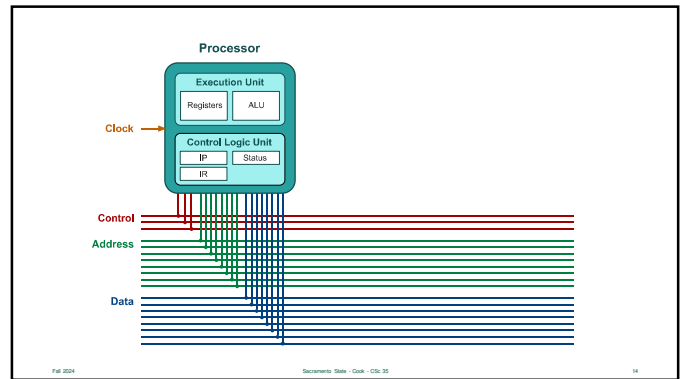 Processor
Execution Unit
Registers ALU
Clock
Control Logic Unit
IP Status
IR
Control
Address
Data
Fall 2024 Sacramento State - Cook - CSc 35 14